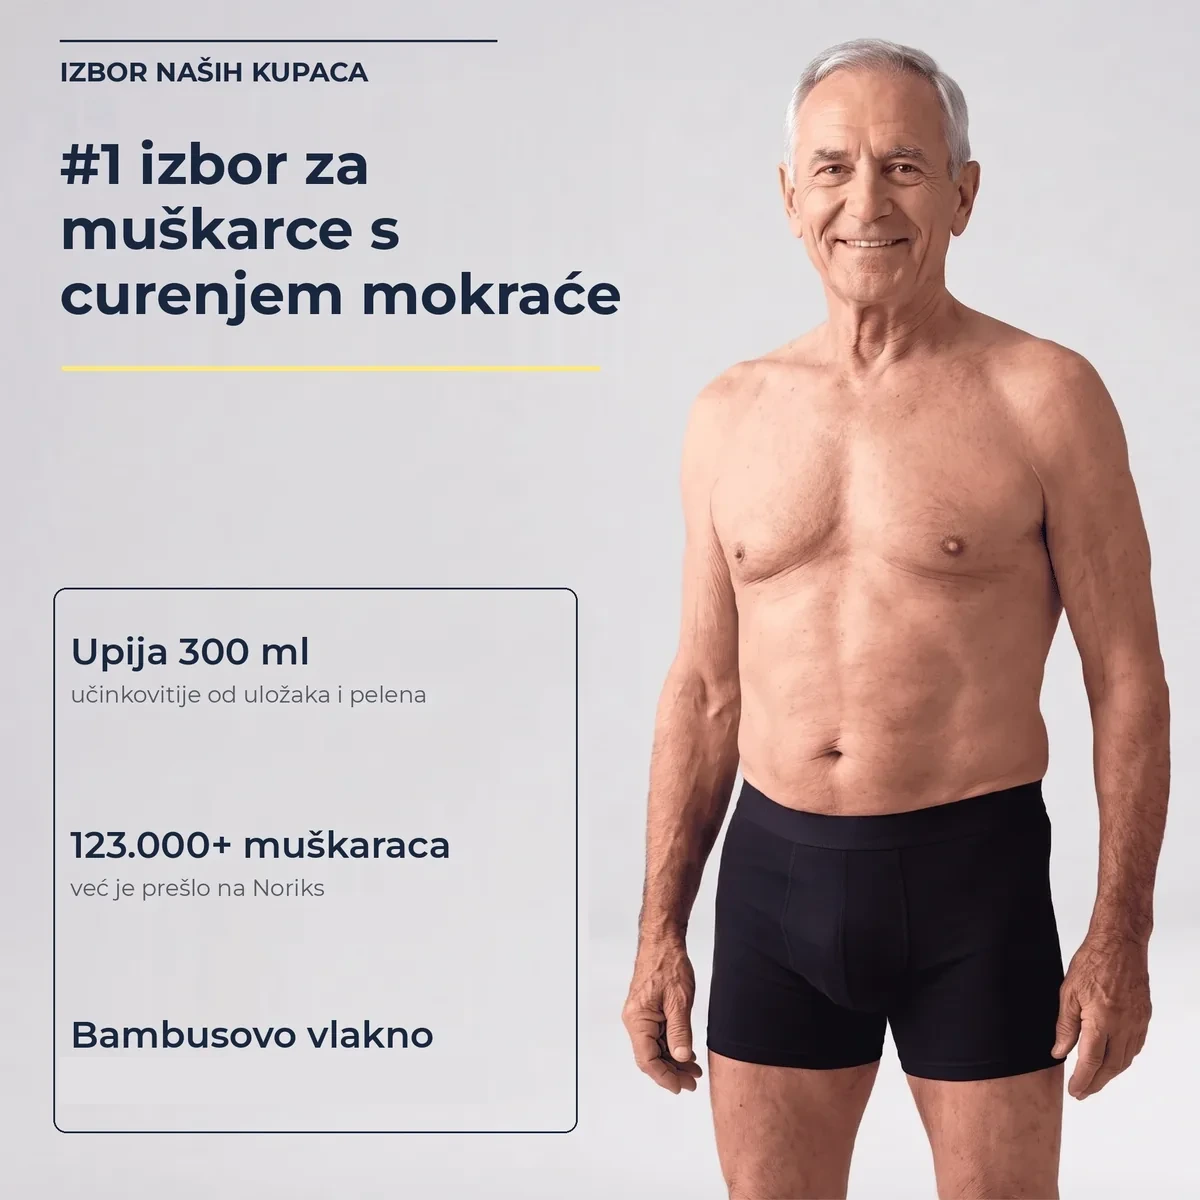 IZBOR NAŠIH KUPACA
#1 izbor za
muškarce s
curenjem mokraće
Upija 300 ml
učinkovitije od uložaka i pelena
123.000+ muškaraca
već je prešlo na Noriks
Bambusovo vlakno